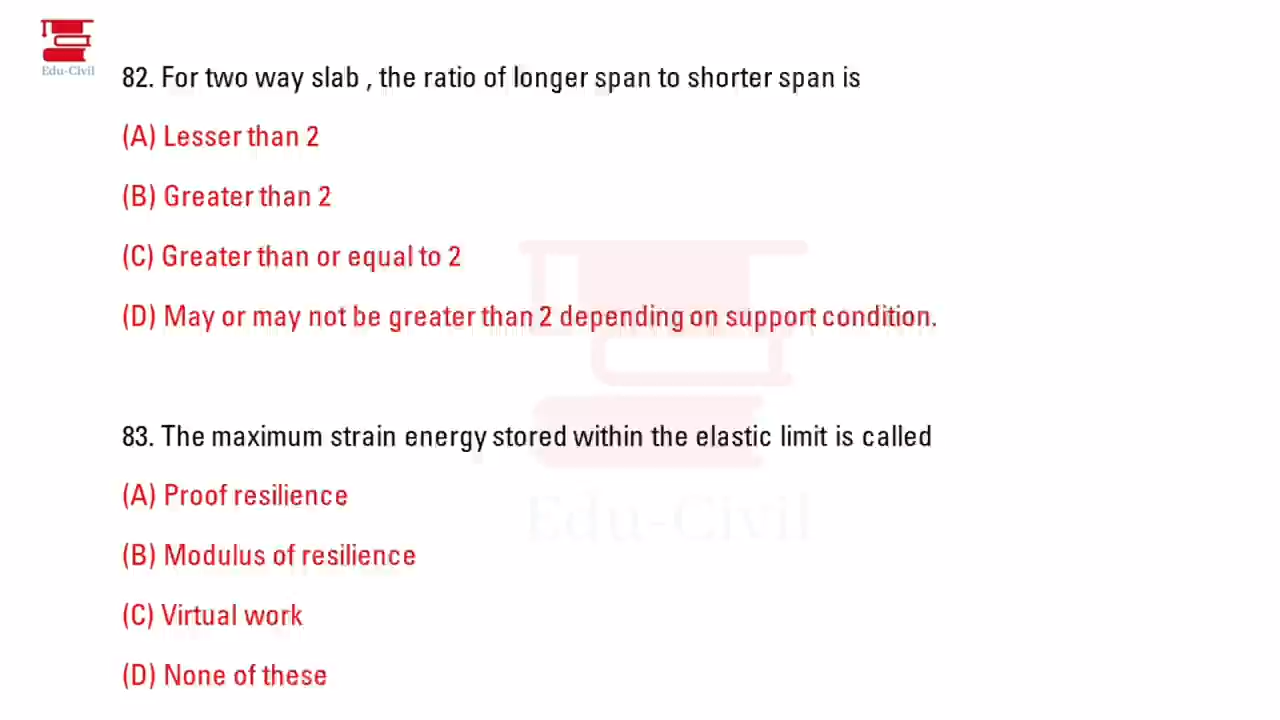 Edu-Civil
82. For two way slab , the ratio of longer span to shorter span is
(A) Lesser than 2
(B) Greater than 2
(C) Greater than or equal to 2
(D) May or may not be greater than 2 depending on support condition.
83. The maximum strain energy stored within the elastic limit is called
(A) Proof resilience
Edu-Civil
(B) Modulus of resilience
(C) Virtual work
(D) None of these